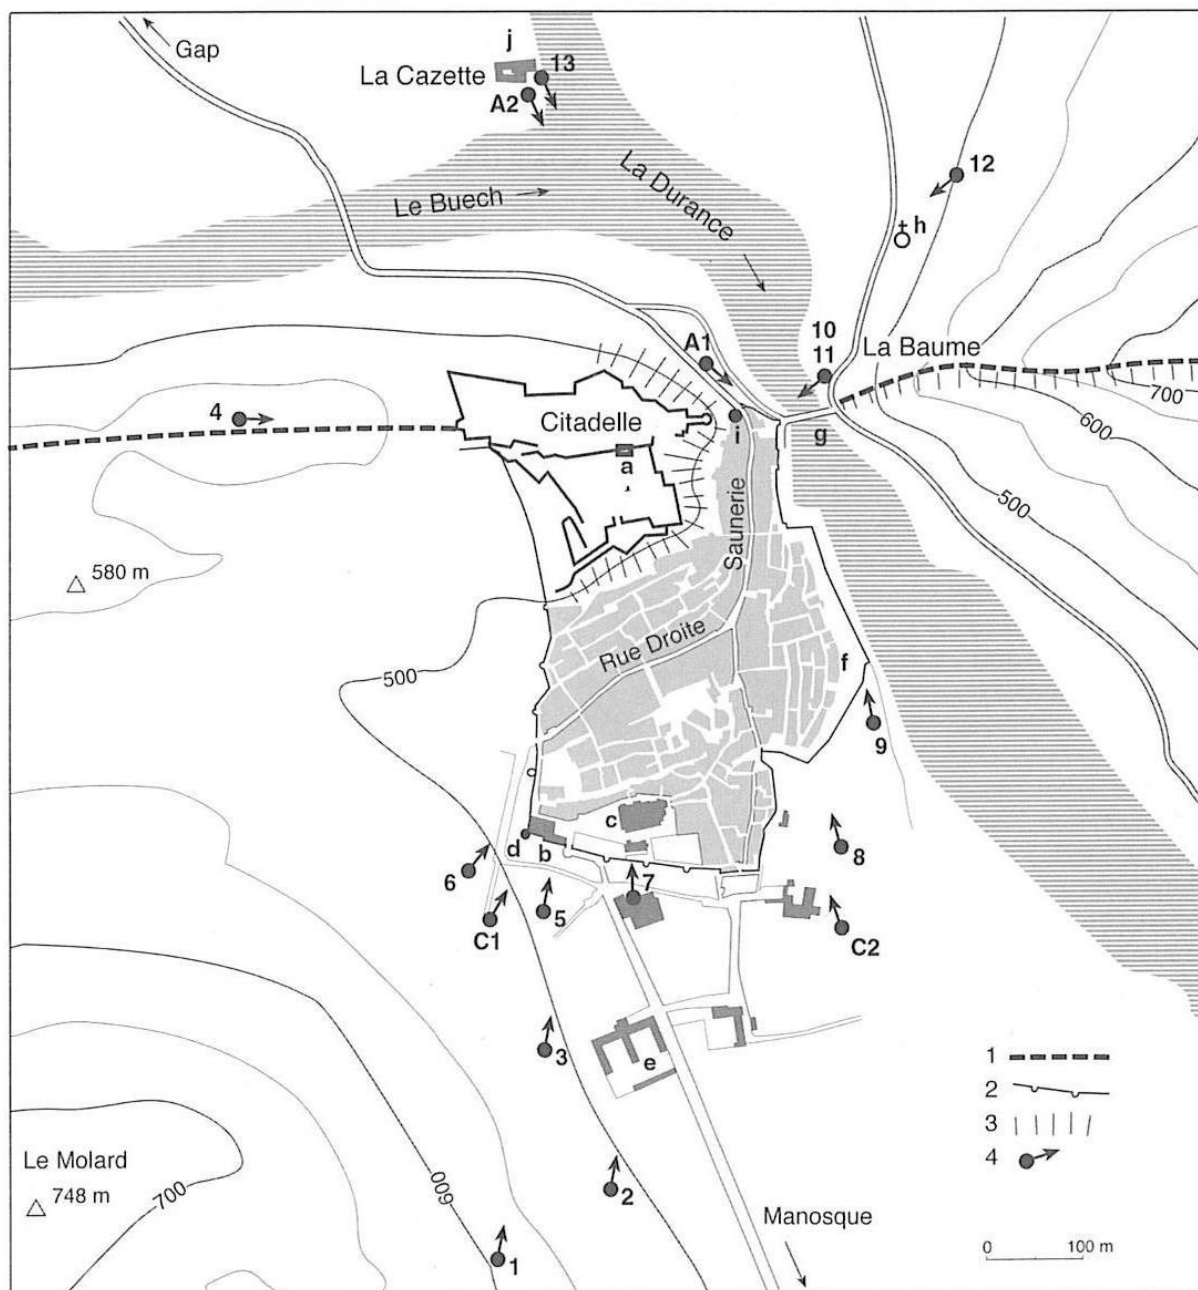 Gap
j
La Cazette
13
A2
La Durance
Le Buech
12
h
10
11
A1
La Baume
700
4
Citadelle
i
g
600
a
Saunerie
500
580 m
Rue Droite
f
500
9
c
d
b
8
6
7
5
C1
C2
3
e
1
2
3
4
Le Molard
748 m
700
600
2
Manosque
0 100 m
1